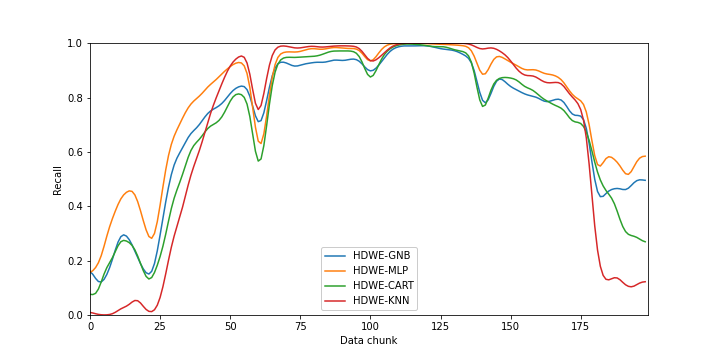 1.0
0.8
0.6
0.4
0.2
0.0
Recall
HDWE-GNB
HDWE-MLP
HDWE-CART
HDWE-KNN
0 25 50 75 100 125 150 175
Data chunk